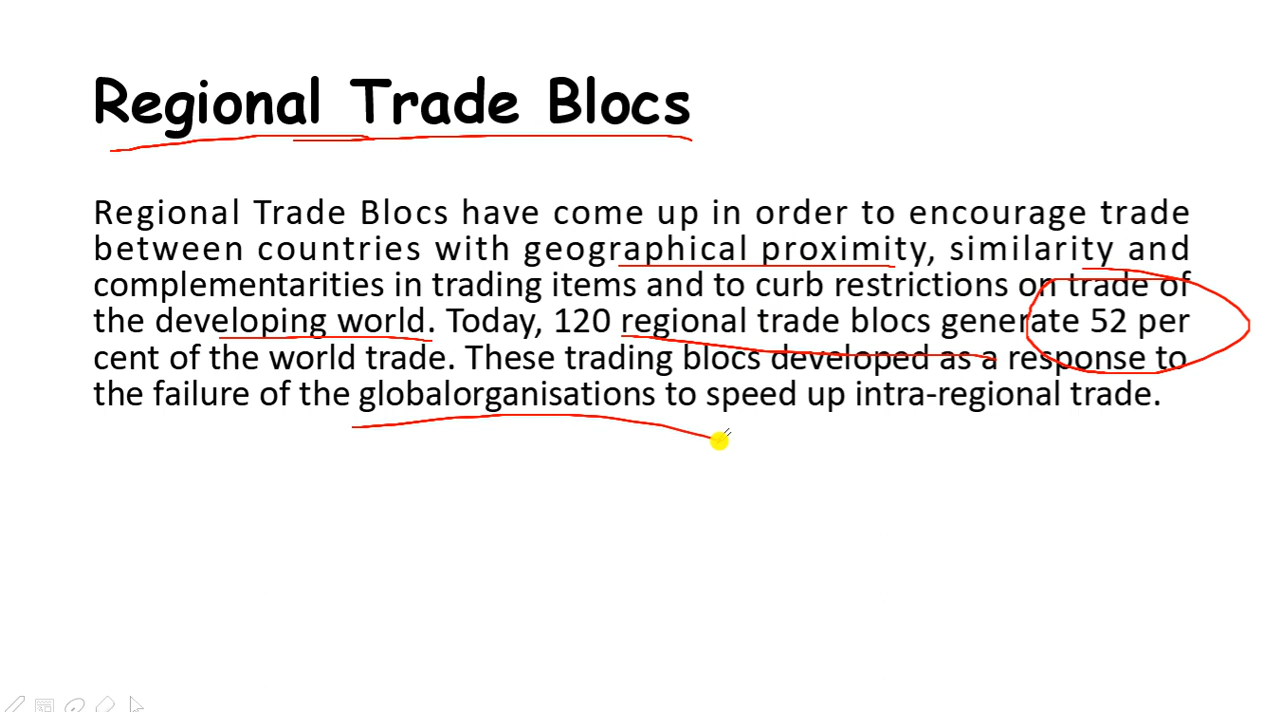 Regional Trade Blocs
Regional Trade Blocs have come up in order to encourage trade
between countries with geographical proximity, similarity and
complementarities in trading items and to curb restrictions on trade of
the developing world. Today, 120 regional trade blocs generate 52 per
cent of the world trade. These trading blocs developed as a response to
the failure of the globalorganisations to speed up intra-regional trade.